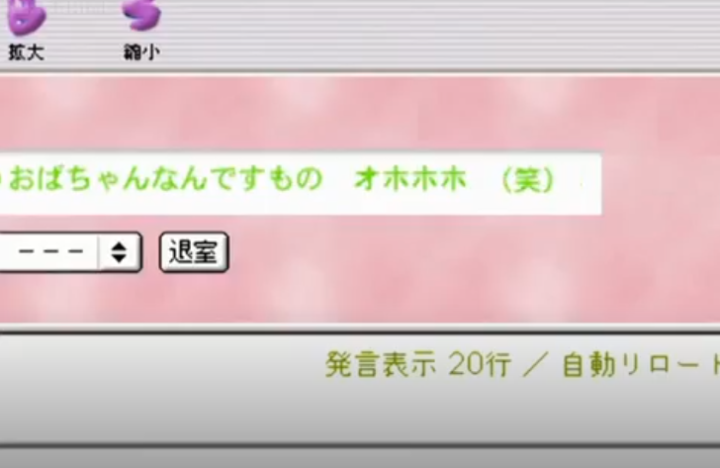 拡大 縮小
おばちゃんなんですもの　オホホホ　（笑）
--- 退室
発言表示 20行 ／ 自動リロード